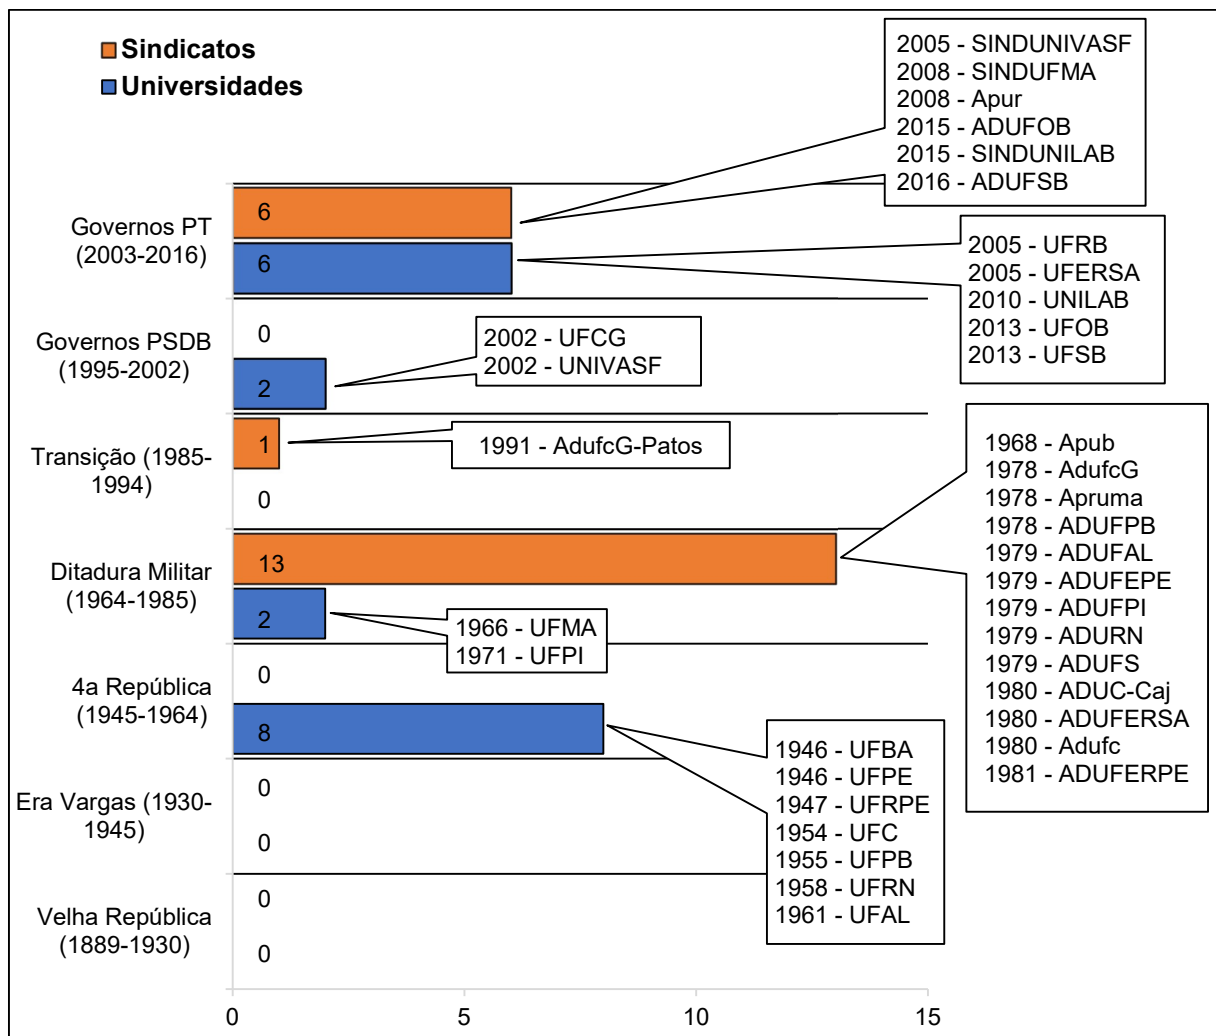 Sindicatos
Universidades
2005 - SINDUNIVASF
2008 - SINDUFMA
2008 - Apur
2015 - ADUFOB
2015 - SINDUNILAB
2016 - ADUFSB
Governos PT
(2003-2016)
6
6
2005 - UFRB
2005 - UFERSA
2010 - UNILAB
2013 - UFOB
2013 - UFSB
Governos PSDB
(1995-2002)
0
2
2002 - UFCG
2002 - UNIVASF
Transição (1985-
1994)
1
0
1991 - AdufcG-Patos
Ditadura Militar
(1964-1985)
13
2
1968 - Apub
1978 - AdufcG
1978 - Apruma
1978 - ADUFPB
1979 - ADUFAL
1979 - ADUFEPE
1979 - ADUFPI
1979 - ADURN
1979 - ADUFS
1980 - ADUC-Caj
1980 - ADUFERSA
1980 - Adufc
1981 - ADUFERPE
1966 - UFMA
1971 - UFPI
4a República
(1945-1964)
0
8
1946 - UFBA
1946 - UFPE
1947 - UFRPE
1954 - UFC
1955 - UFPB
1958 - UFRN
1961 - UFAL
Era Vargas (1930-
1945)
0
0
Velha República
(1889-1930)
0
0
0
5
10
15